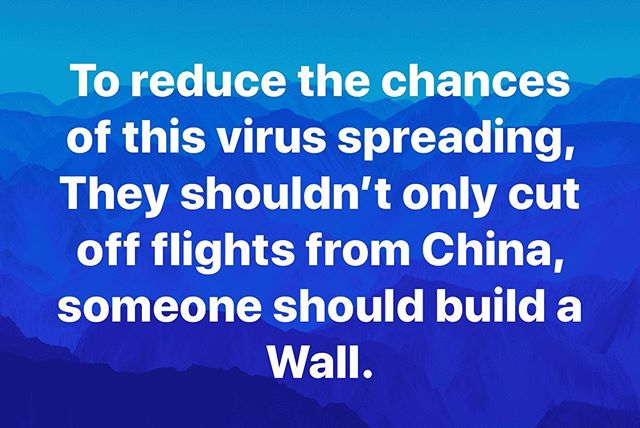 To reduce the chances
of this virus spreading,
They shouldn’t only cut
off flights from China,
someone should build a
Wall.